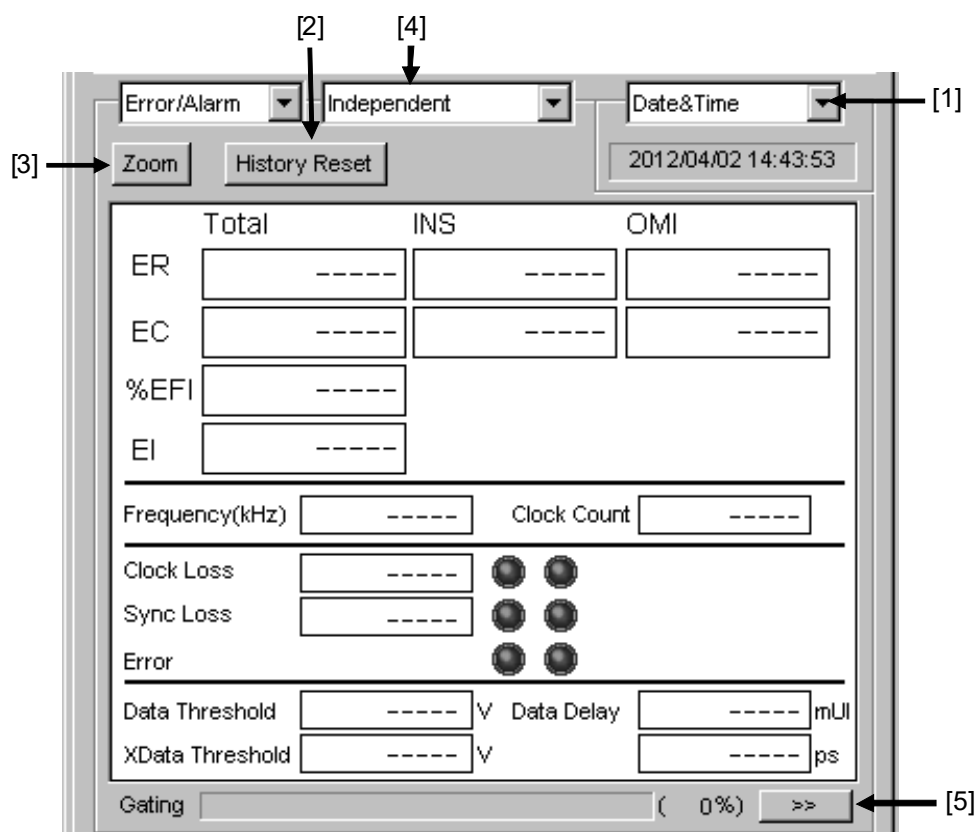 [2] [4]
Error/Alarm Independent Date&Time [1]
[3] Zoom History Reset 2012/04/02 14:43:53
Total INS OMI
ER ----- ----- -----
EC ----- ----- -----
%EFI -----
EI -----
Frequency(kHz) ----- Clock Count -----
Clock Loss -----
Sync Loss -----
Error
Data Threshold ----- V Data Delay ----- mUI
XData Threshold ----- V ----- ps
Gating ( 0%) >> [5]